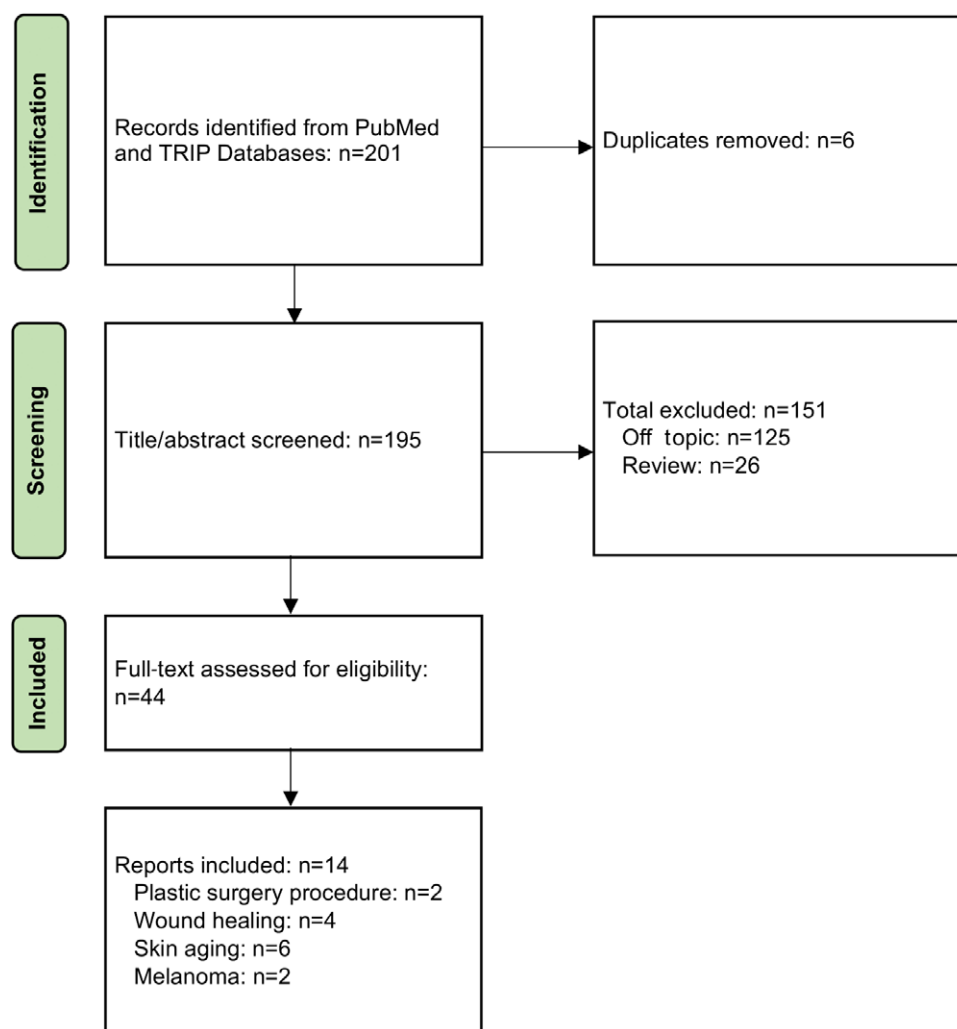 Identification
Records identified from PubMed
and TRIP Databases: n=201
Duplicates removed: n=6
Screening
Title/abstract screened: n=195
Total excluded: n=151
Off  topic: n=125
Review: n=26
Included
Full-text assessed for eligibility:
n=44
Reports included: n=14
Plastic surgery procedure: n=2
Wound healing: n=4
Skin aging: n=6
Melanoma: n=2